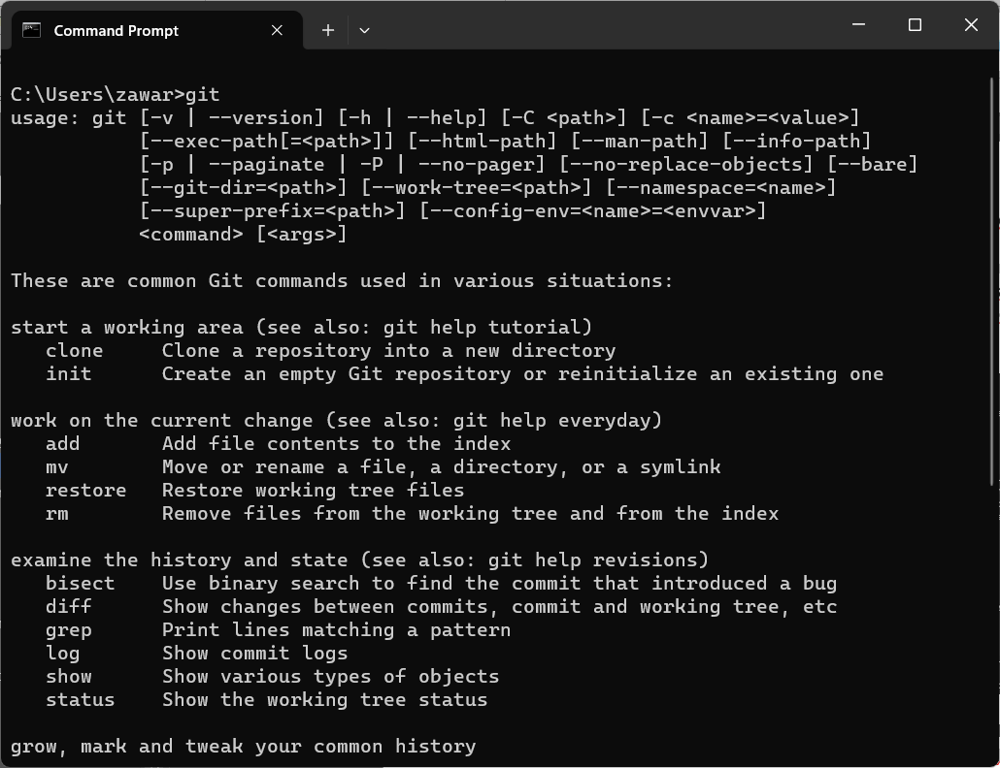 Command Prompt
C:\Users\zawar>git
usage: git [-v | --version] [-h | --help] [-C <path>] [-c <name>=<value>]
           [--exec-path[=<path>]] [--html-path] [--man-path] [--info-path]
           [-p | --paginate | -P | --no-pager] [--no-replace-objects] [--bare]
           [--git-dir=<path>] [--work-tree=<path>] [--namespace=<name>]
           [--super-prefix=<path>] [--config-env=<name>=<envvar>]
           <command> [<args>]

These are common Git commands used in various situations:

start a working area (see also: git help tutorial)
   clone     Clone a repository into a new directory
   init      Create an empty Git repository or reinitialize an existing one

work on the current change (see also: git help everyday)
   add       Add file contents to the index
   mv        Move or rename a file, a directory, or a symlink
   restore   Restore working tree files
   rm        Remove files from the working tree and from the index

examine the history and state (see also: git help revisions)
   bisect    Use binary search to find the commit that introduced a bug
   diff      Show changes between commits, commit and working tree, etc
   grep      Print lines matching a pattern
   log       Show commit logs
   show      Show various types of objects
   status    Show the working tree status

grow, mark and tweak your common history